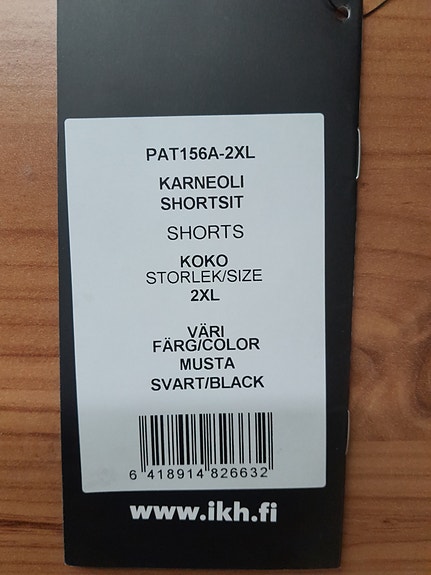 PAT156A-2XL
KARNEOLI
SHORTSIT
SHORTS
KOKO
STORLEK/SIZE
2XL
VÄRI
FÄRG/COLOR
MUSTA
SVART/BLACK
6 418914 826632
www.ikh.fi